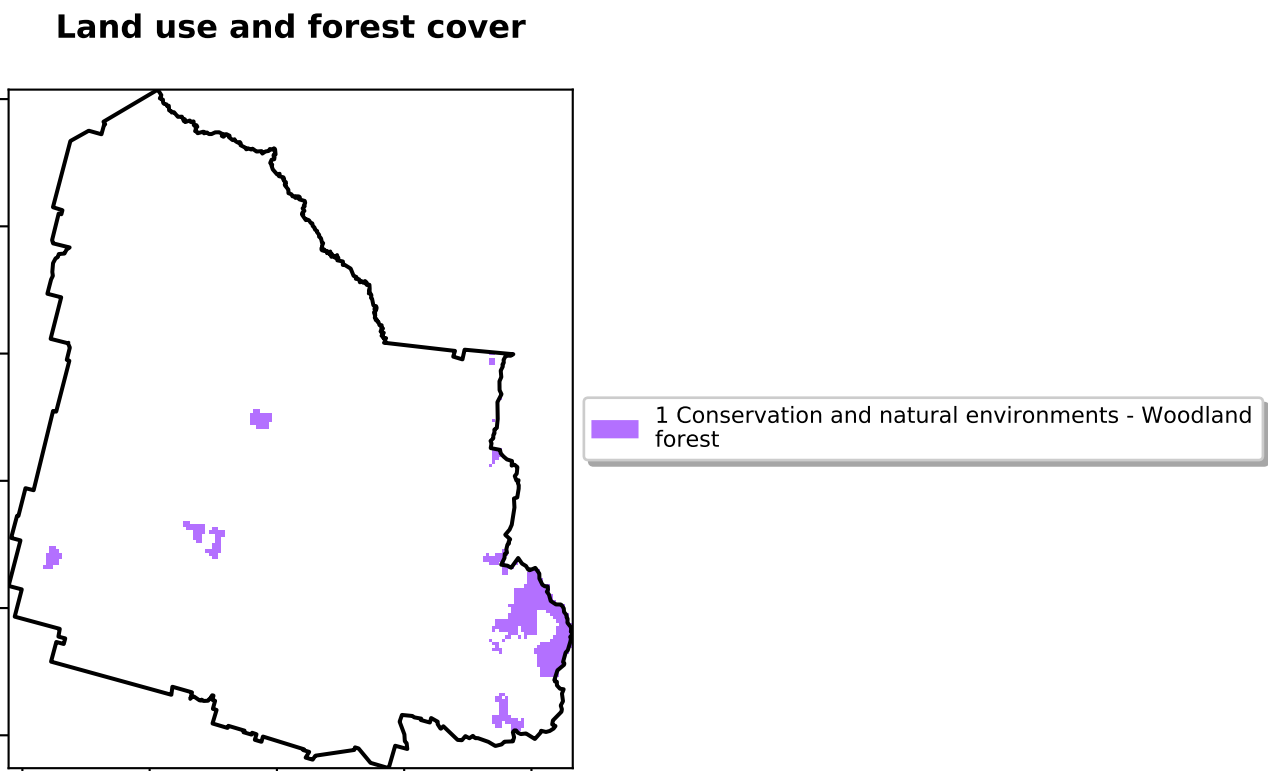 Land use and forest cover
1 Conservation and natural environments - Woodland
forest